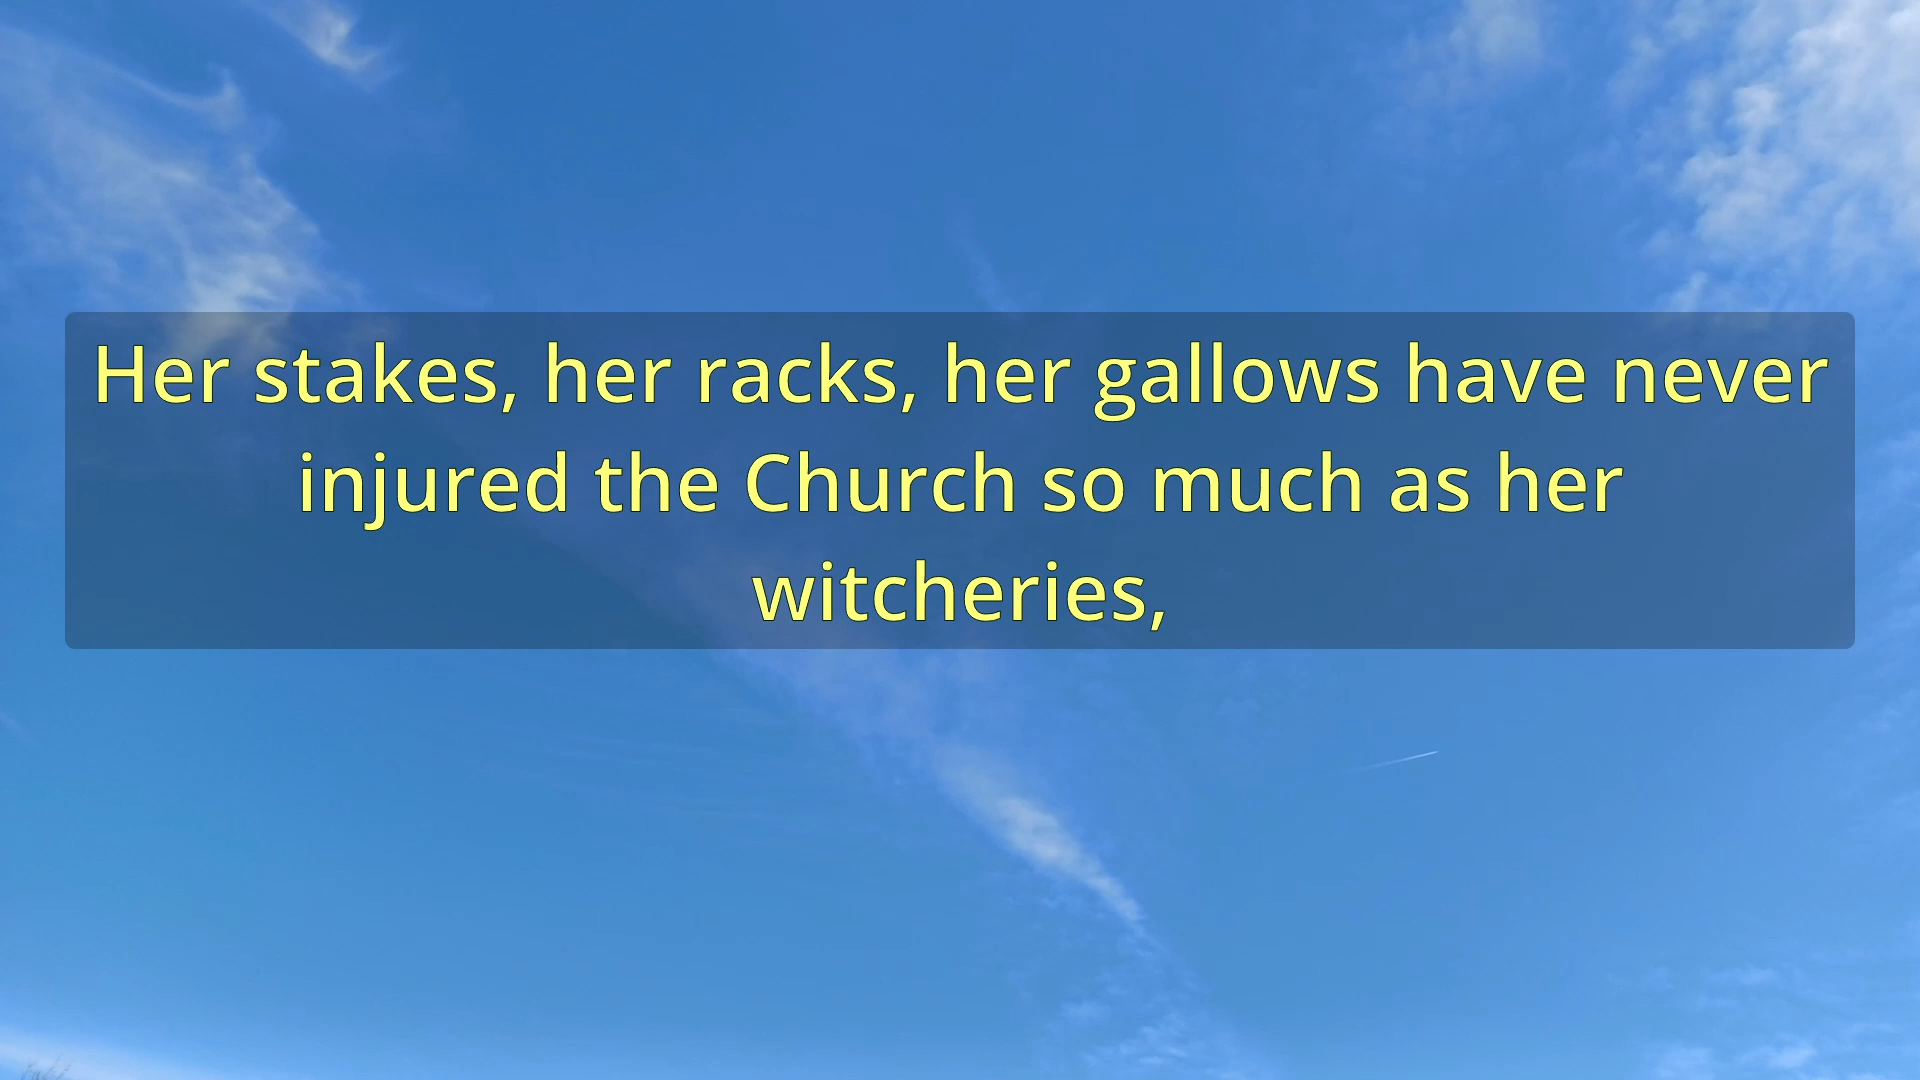 Her stakes, her racks, her gallows have never
injured the Church so much as her
witcheries,